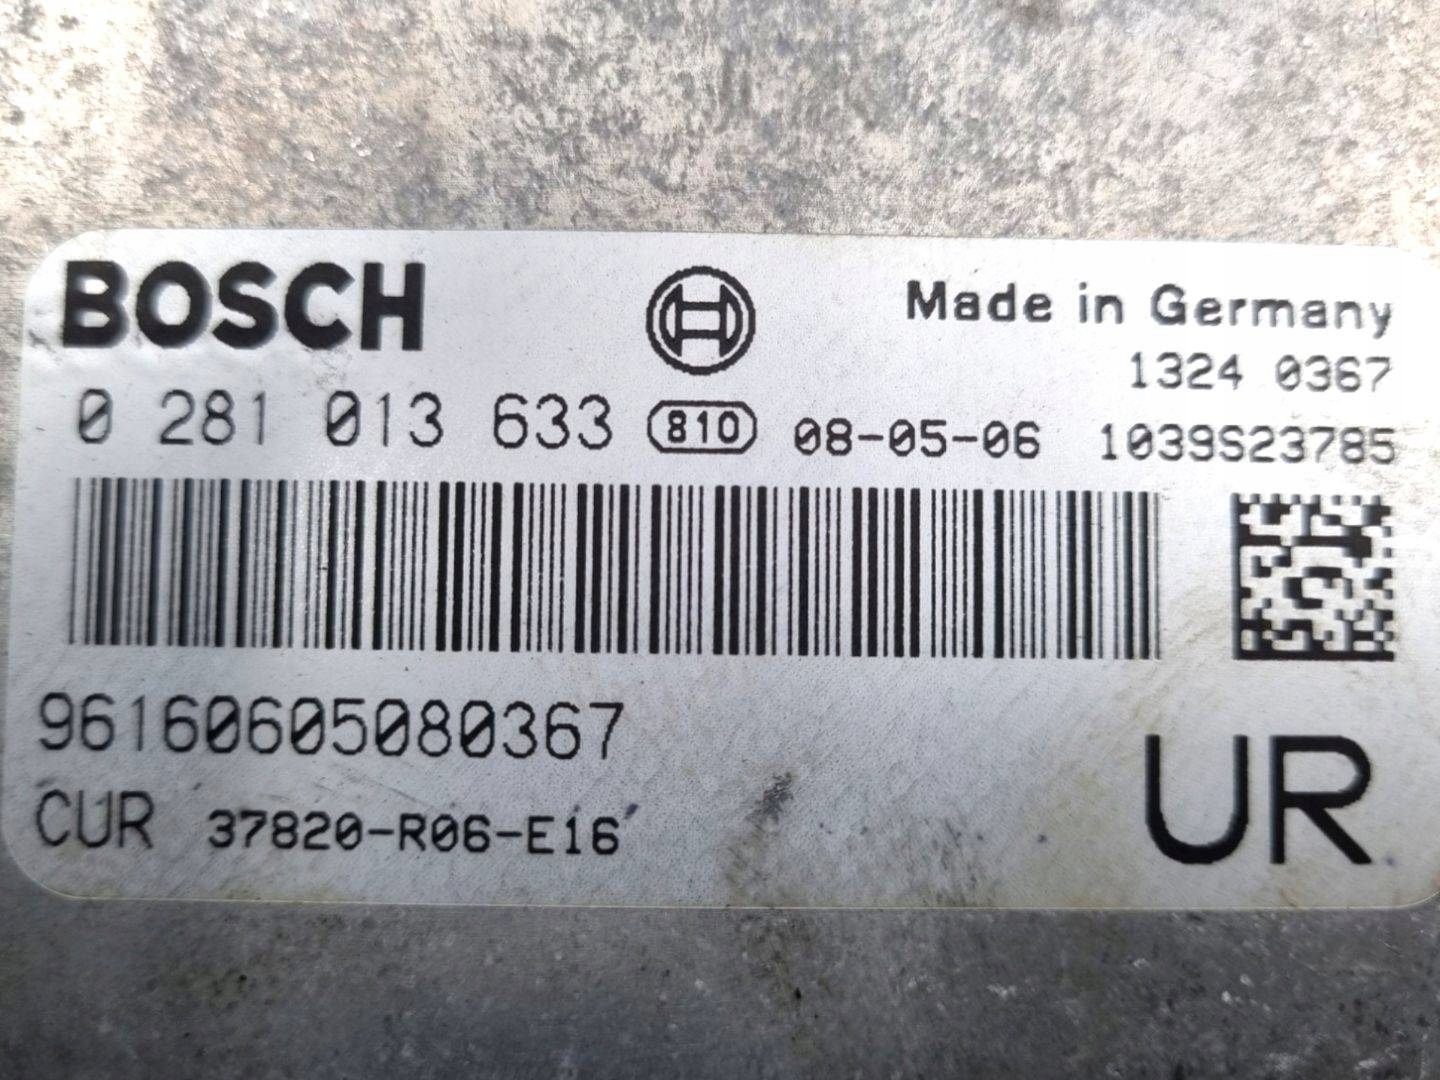 BOSCH
Made in Germany
1324 0367
0 281 013 633 810 08-05-06 1039S23785
96160605080367
CUR 37820-R06-E16
UR